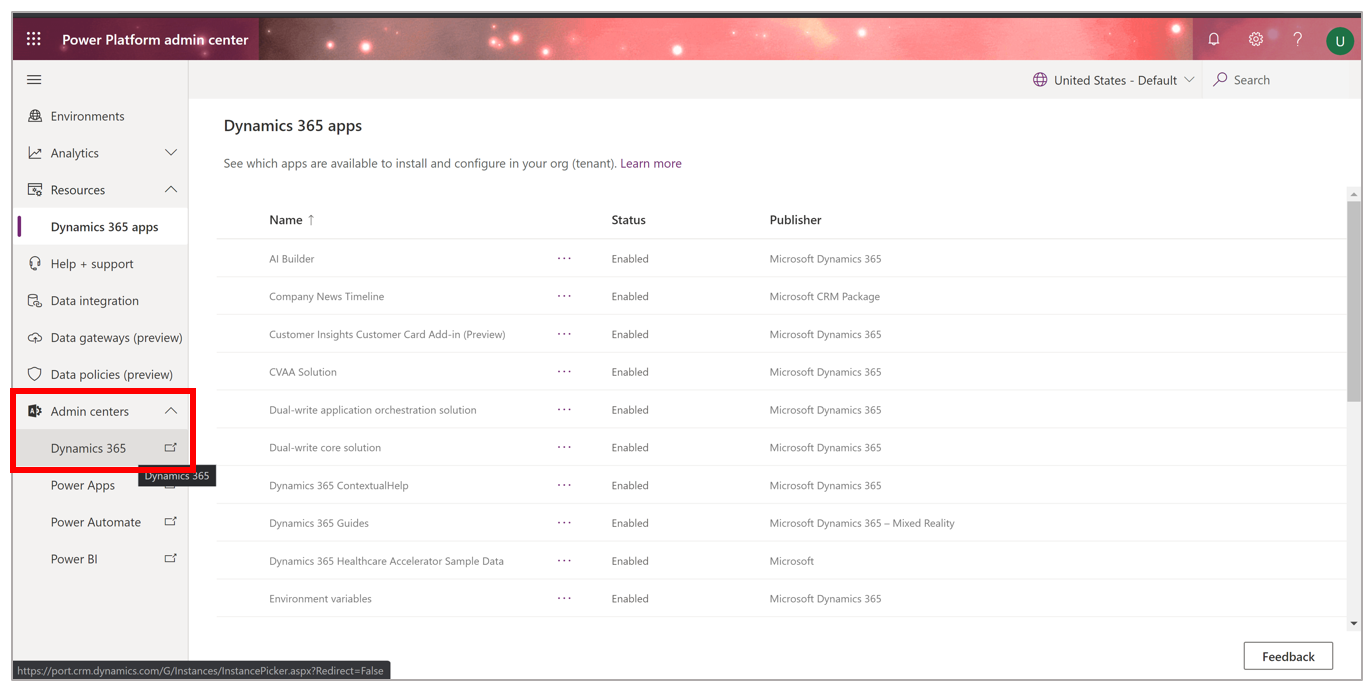 Power Platform admin center
U
United States - Default
Search
Environments
Analytics
Resources
Dynamics 365 apps
Help + support
Data integration
Data gateways (preview)
Data policies (preview)
Admin centers
Dynamics 365
Dynamics 365
Power Apps
Power Automate
Power BI
Dynamics 365 apps
See which apps are available to install and configure in your org (tenant). Learn more
Name ↑ Status Publisher
AI Builder ... Enabled Microsoft Dynamics 365
Company News Timeline ... Enabled Microsoft CRM Package
Customer Insights Customer Card Add-in (Preview) ... Enabled Microsoft Dynamics 365
CVAA Solution ... Enabled Microsoft Dynamics 365
Dual-write application orchestration solution ... Enabled Microsoft Dynamics 365
Dual-write core solution ... Enabled Microsoft Dynamics 365
Dynamics 365 ContextualHelp ... Enabled Microsoft Dynamics 365
Dynamics 365 Guides ... Enabled Microsoft Dynamics 365 – Mixed Reality
Dynamics 365 Healthcare Accelerator Sample Data ... Enabled Microsoft
Environment variables ... Enabled Microsoft Dynamics 365
Feedback
https://port.crm.dynamics.com/G/Instances/InstancePicker.aspx?Redirect=False